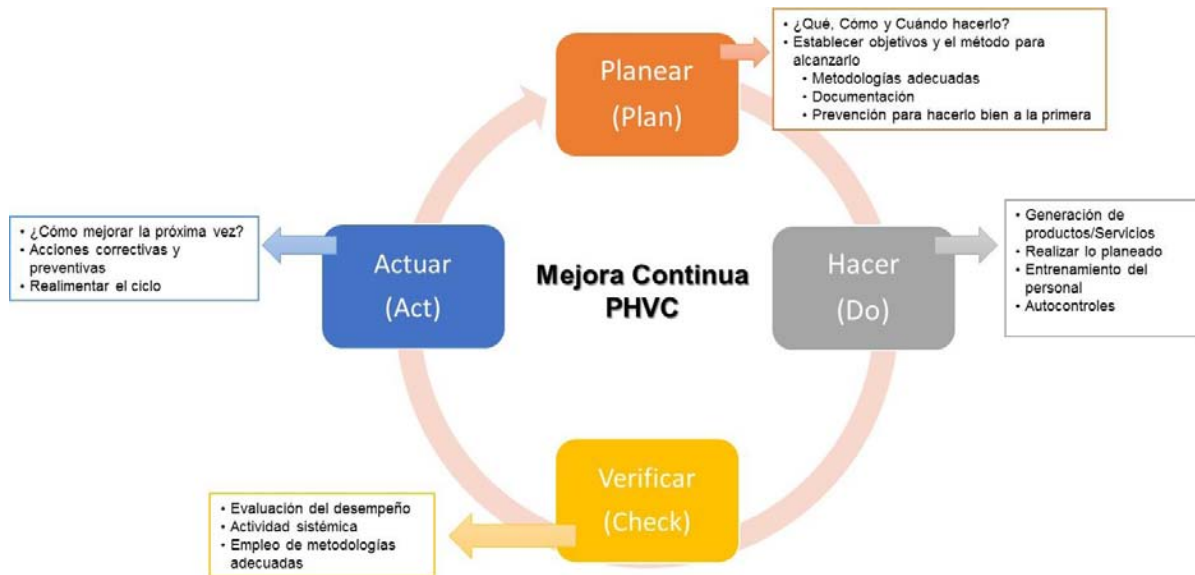 • ¿Qué, Cómo y Cuándo hacerlo?
• Establecer objetivos y el método para
alcanzarlo
• Metodologías adecuadas
• Documentación
• Prevención para hacerlo bien a la primera
Planear
(Plan)
• Generación de
productos/Servicios
• Realizar lo planeado
• Entrenamiento del
personal
• Autocontroles
Hacer
(Do)
Mejora Continua
PHVC
• ¿Cómo mejorar la próxima vez?
• Acciones correctivas y
preventivas
• Realimentar el ciclo
Actuar
(Act)
Verificar
(Check)
• Evaluación del desempeño
• Actividad sistémica
• Empleo de metodologías
adecuadas